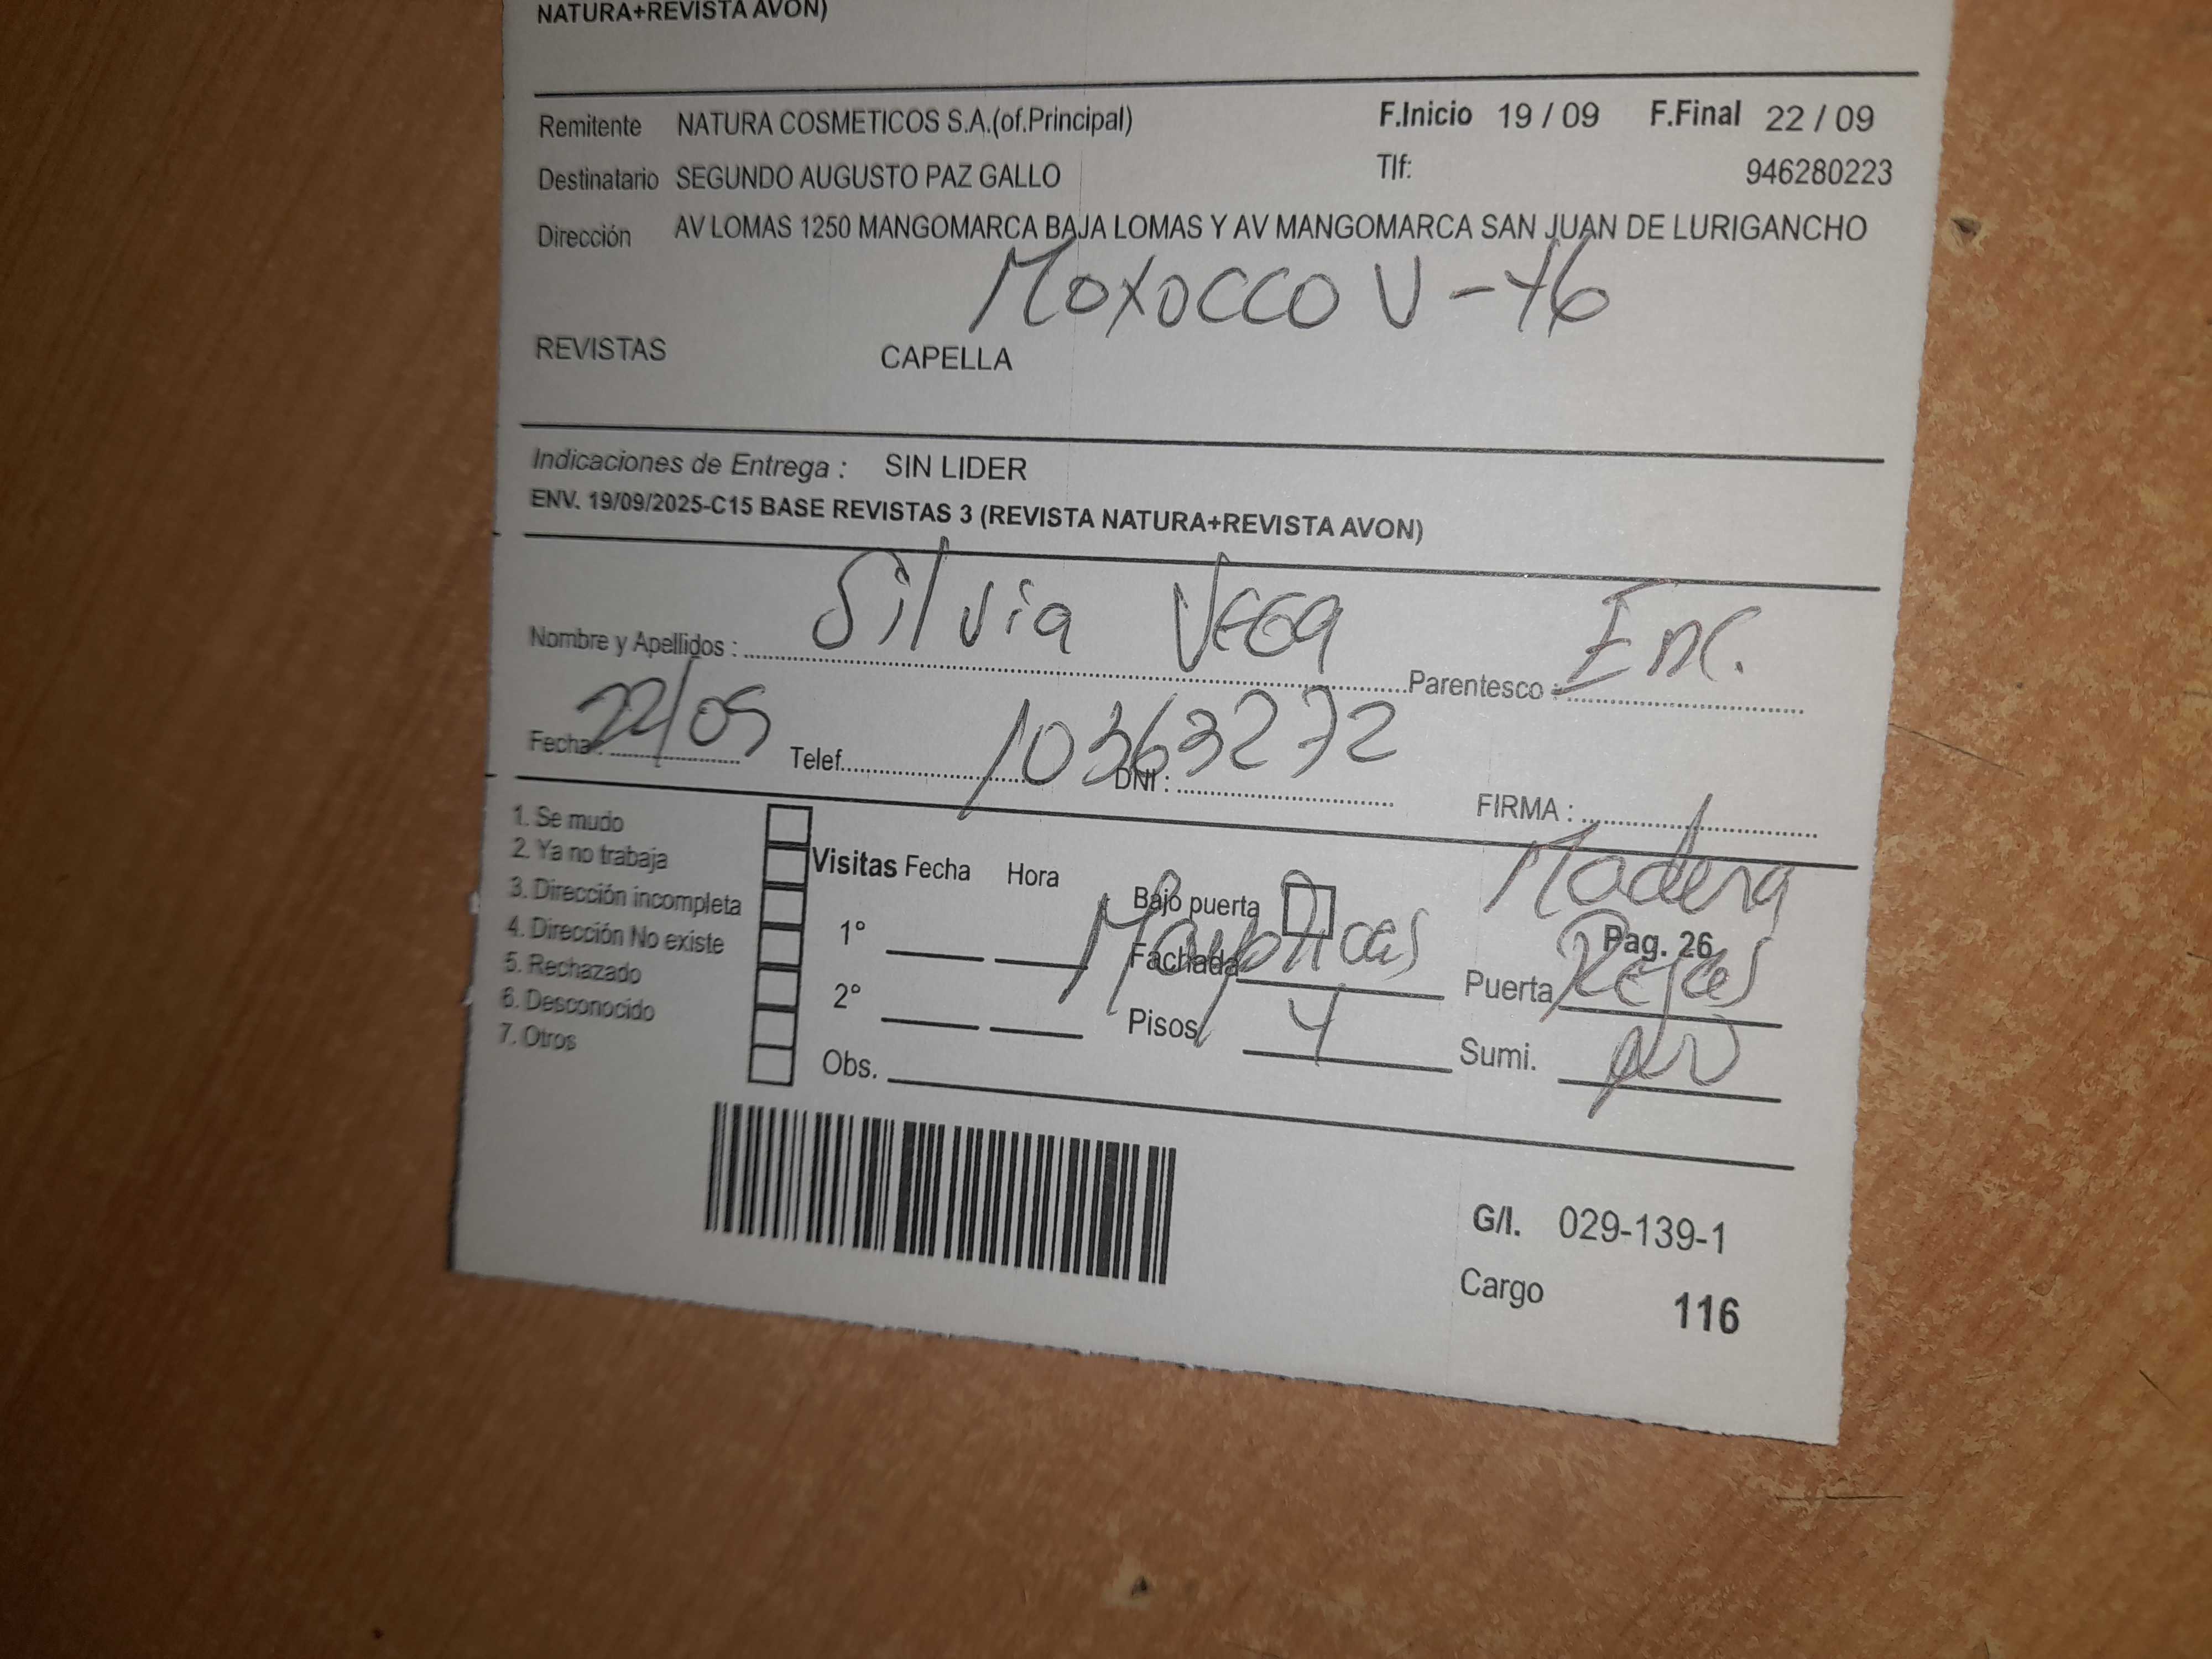 NATURA+REVISTA AVON)
Remitente NATURA COSMETICOS S.A.(of.Principal) F.Inicio 19 / 09 F.Final 22 / 09
Destinatario SEGUNDO AUGUSTO PAZ GALLO Tlf: 946280223
Dirección AV LOMAS 1250 MANGOMARCA BAJA LOMAS Y AV MANGOMARCA SAN JUAN DE LURIGANCHO
REVISTAS CAPELLA
Indicaciones de Entrega : SIN LIDER
ENV. 19/09/2025-C15 BASE REVISTAS 3 (REVISTA NATURA+REVISTA AVON)
Nombre y Apellidos : Silvia VEGA Parentesco : Enc.
Fecha : 22/09 Telef. DNI : 10363272 FIRMA :
1. Se mudo
2. Ya no trabaja
3. Dirección incompleta
4. Dirección No existe
5. Rechazado
6. Desconocido
7. Otros
Visitas Fecha Hora
1°
2°
Obs.
Bajo puerta
Fachada
Pisos 4
Madera
Pag. 26
Puerta Rejas
Sumi.
G/I. 029-139-1
Cargo 116